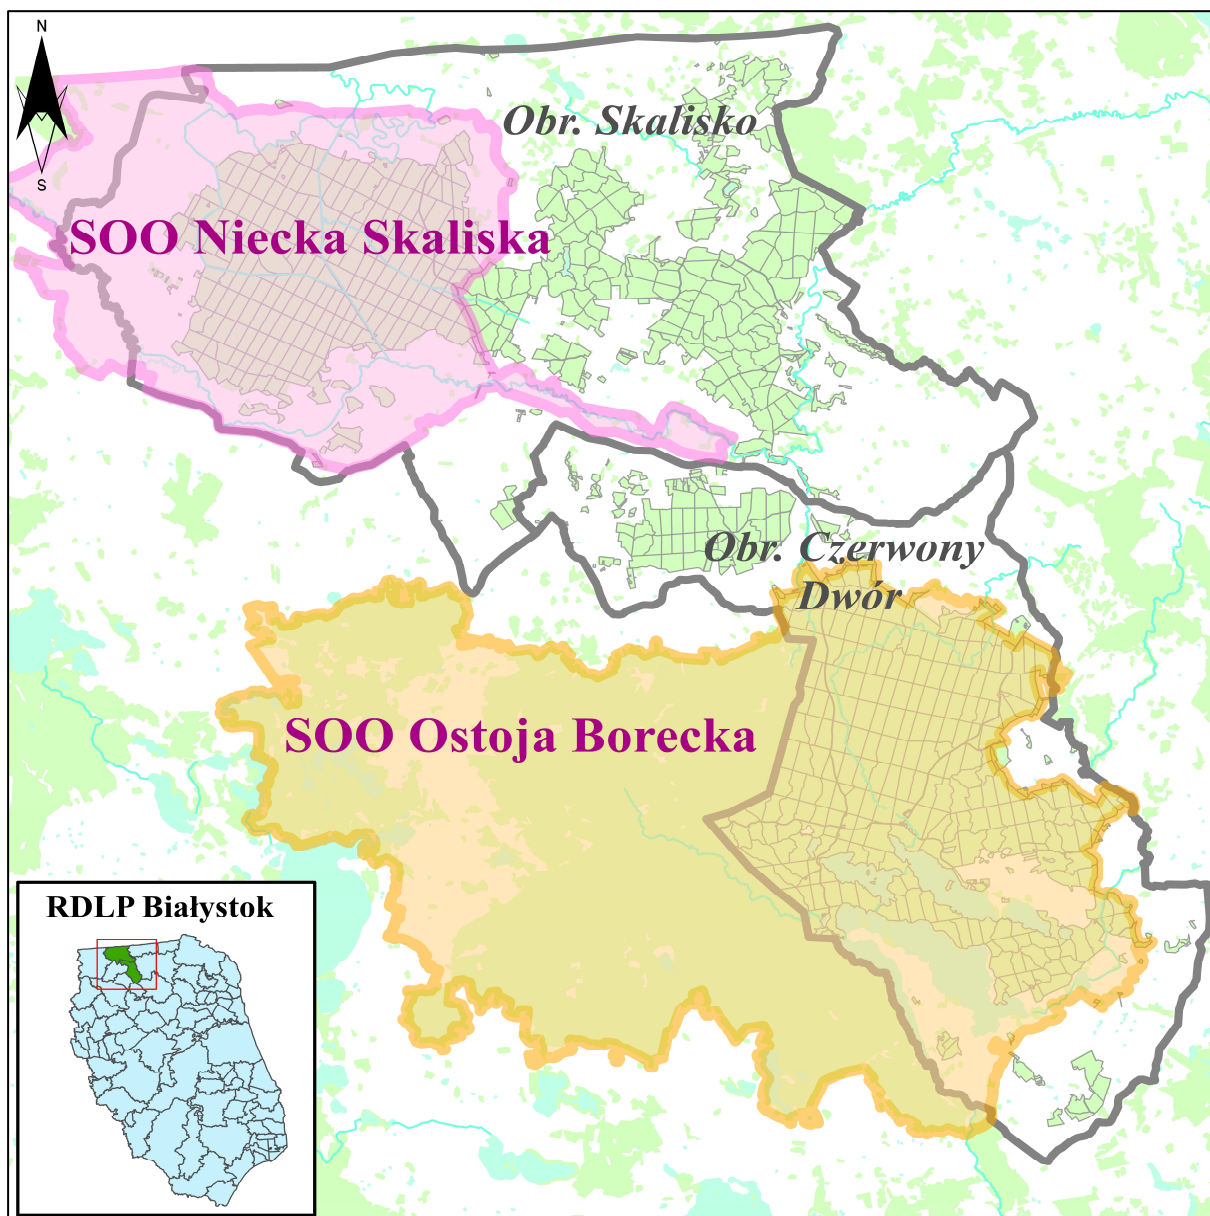 N
S
Obr. Skalisko
SOO Niecka Skaliska
Obr. Czerwony
Dwór
SOO Ostoja Borecka
RDLP Białystok